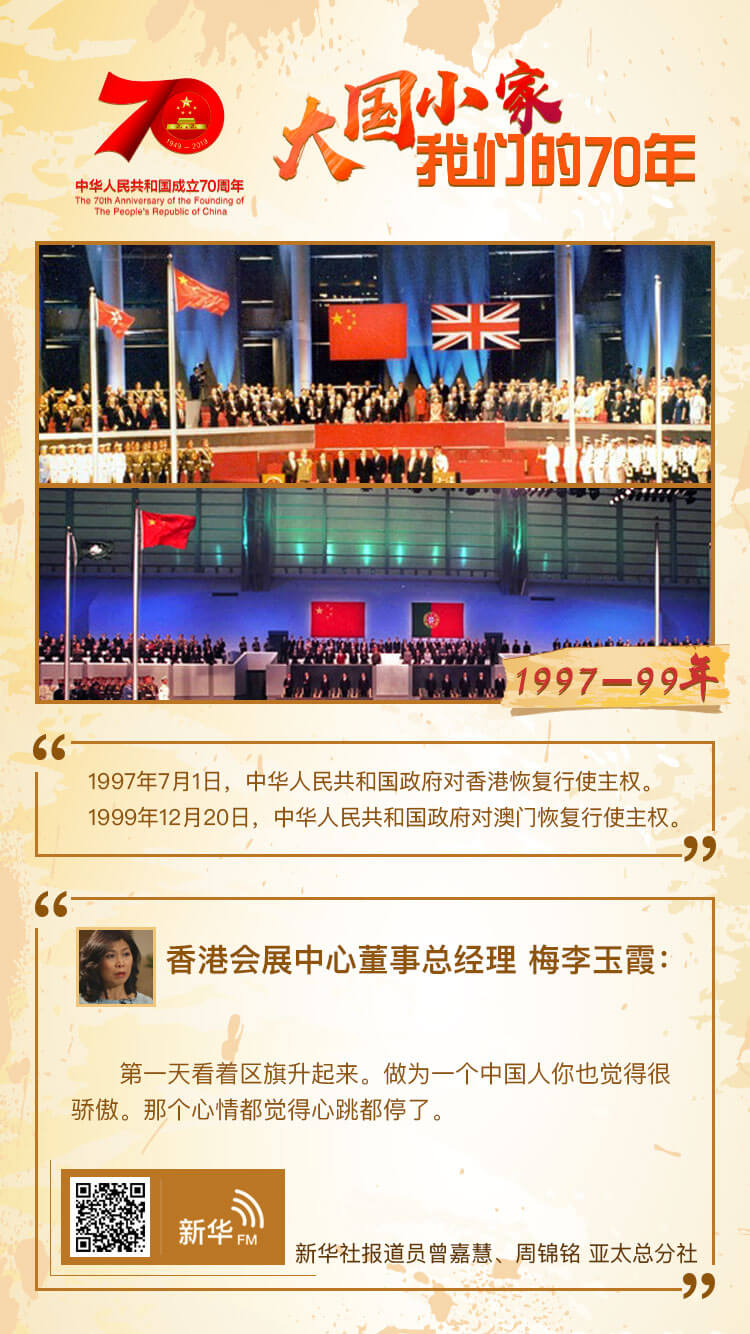 1949－2019
中华人民共和国成立70周年
The 70th Anniversary of the Founding of
The People's Republic of China
大国小家
我们的70年
1997—99年
1997年7月1日，中华人民共和国政府对香港恢复行使主权。
1999年12月20日，中华人民共和国政府对澳门恢复行使主权。
香港会展中心董事总经理 梅李玉霞：
第一天看着区旗升起来。做为一个中国人你也觉得很
骄傲。那个心情都觉得心跳都停了。
新华FM
新华社报道员曾嘉慧、周锦铭 亚太总分社